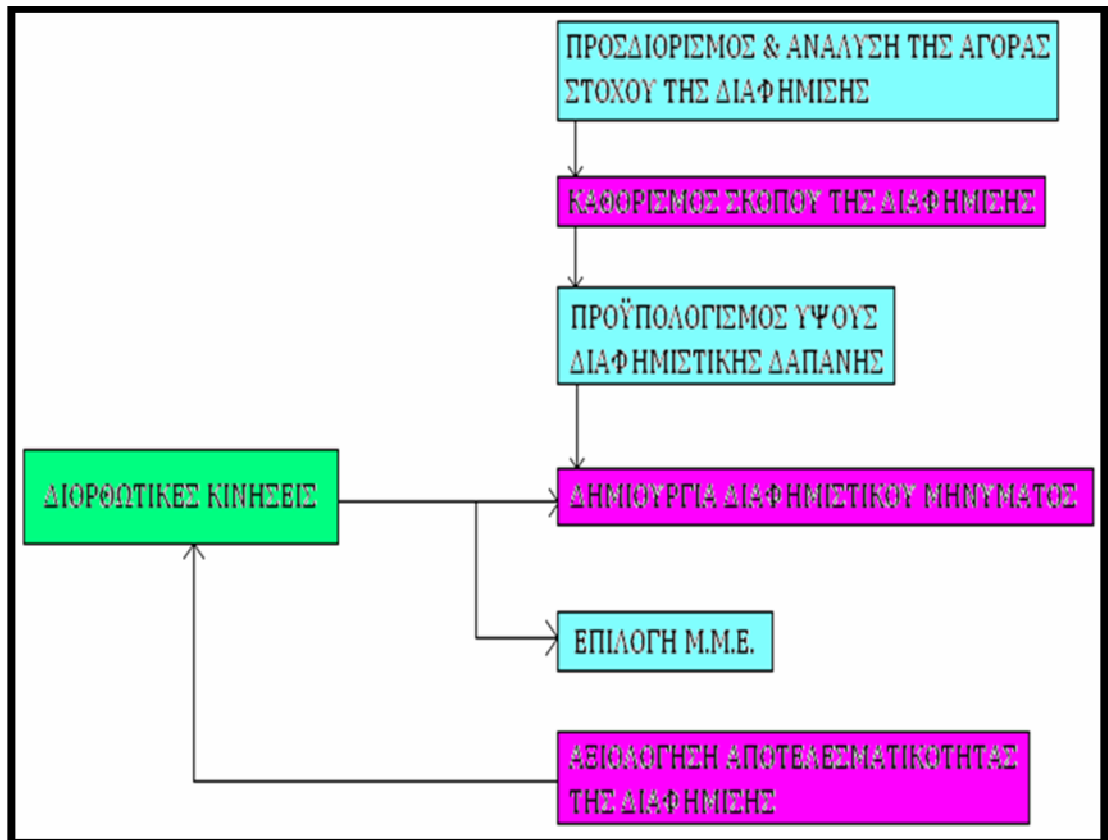 ΠΡΟΣΔΙΟΡΙΣΜΟΣ & ΑΝΑΛΥΣΗ ΤΗΣ ΑΓΟΡΑΣ
ΣΤΟΧΟΥ ΤΗΣ ΔΙΑΦΗΜΙΣΗΣ
ΚΑΘΟΡΙΣΜΟΣ ΣΚΟΠΟΥ ΤΗΣ ΔΙΑΦΗΜΙΣΗΣ
ΠΡΟΫΠΟΛΟΓΙΣΜΟΣ ΥΨΟΥΣ
ΔΙΑΦΗΜΙΣΤΙΚΗΣ ΔΑΠΑΝΗΣ
ΔΙΟΡΘΩΤΙΚΕΣ ΚΙΝΗΣΕΙΣ
ΔΗΜΙΟΥΡΓΙΑ ΔΙΑΦΗΜΙΣΤΙΚΟΥ ΜΗΝΥΜΑΤΟΣ
ΕΠΙΛΟΓΗ Μ.Μ.Ε.
ΑΞΙΟΛΟΓΗΣΗ ΑΠΟΤΕΛΕΣΜΑΤΙΚΟΤΗΤΑΣ
ΤΗΣ ΔΙΑΦΗΜΙΣΗΣ